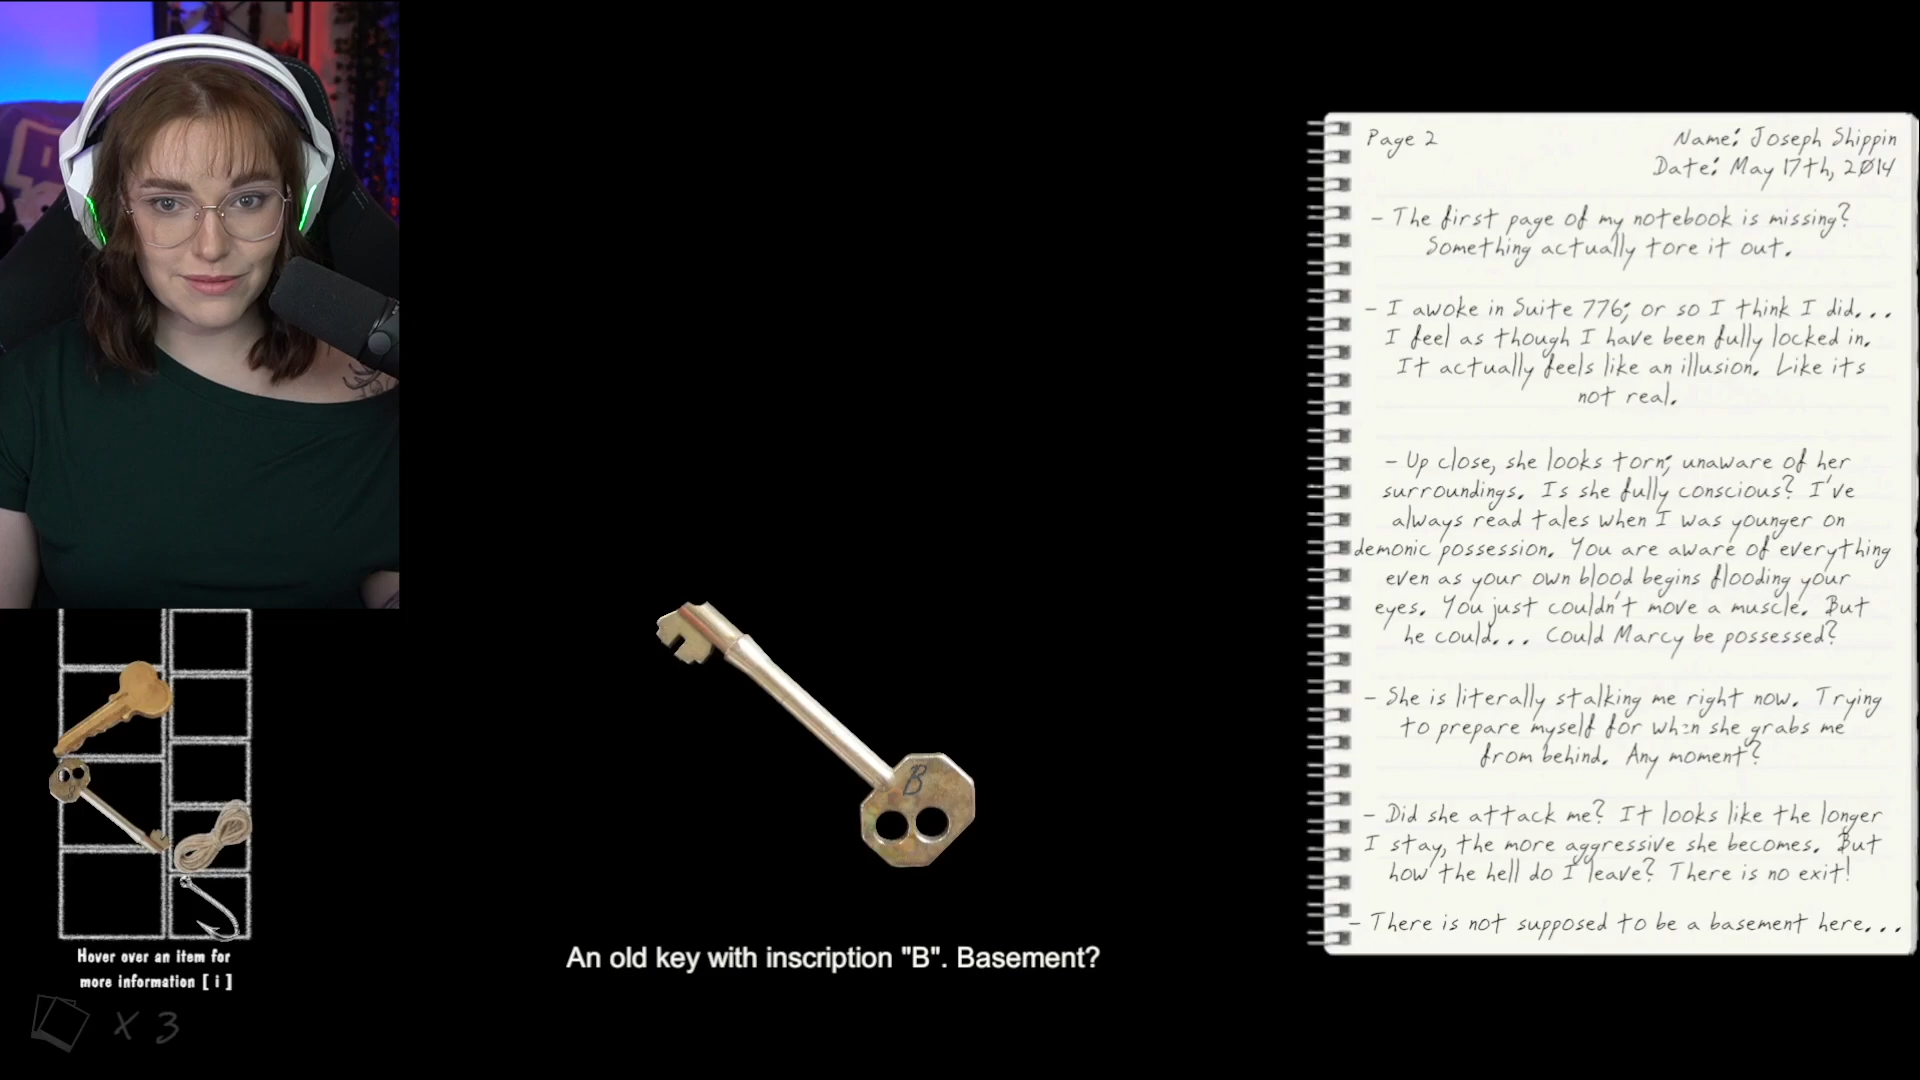 Page 2
Name: Joseph Shippin
Date: May 17th, 2014
- The first page of my notebook is missing?
Something actually tore it out.
- I awoke in Suite 776; or so I think I did...
I feel as though I have been fully locked in.
It actually feels like an illusion. Like it's
not real.
- Up close, she looks torn; unaware of her
surroundings. Is she fully conscious? I've
always read tales when I was younger on
demonic possession. You are aware of everything
even as your own blood begins flooding your
eyes. You just couldn't move a muscle. But
he could... Could Marcy be possessed?
- She is literally stalking me right now. Trying
to prepare myself for when she grabs me
from behind. Any moment?
- Did she attack me? It looks like the longer
I stay, the more aggressive she becomes. But
how the hell do I leave? There is no exit!
- There is not supposed to be a basement here...
B
An old key with inscription "B". Basement?
Hover over an item for
more information [ i ]
X 3